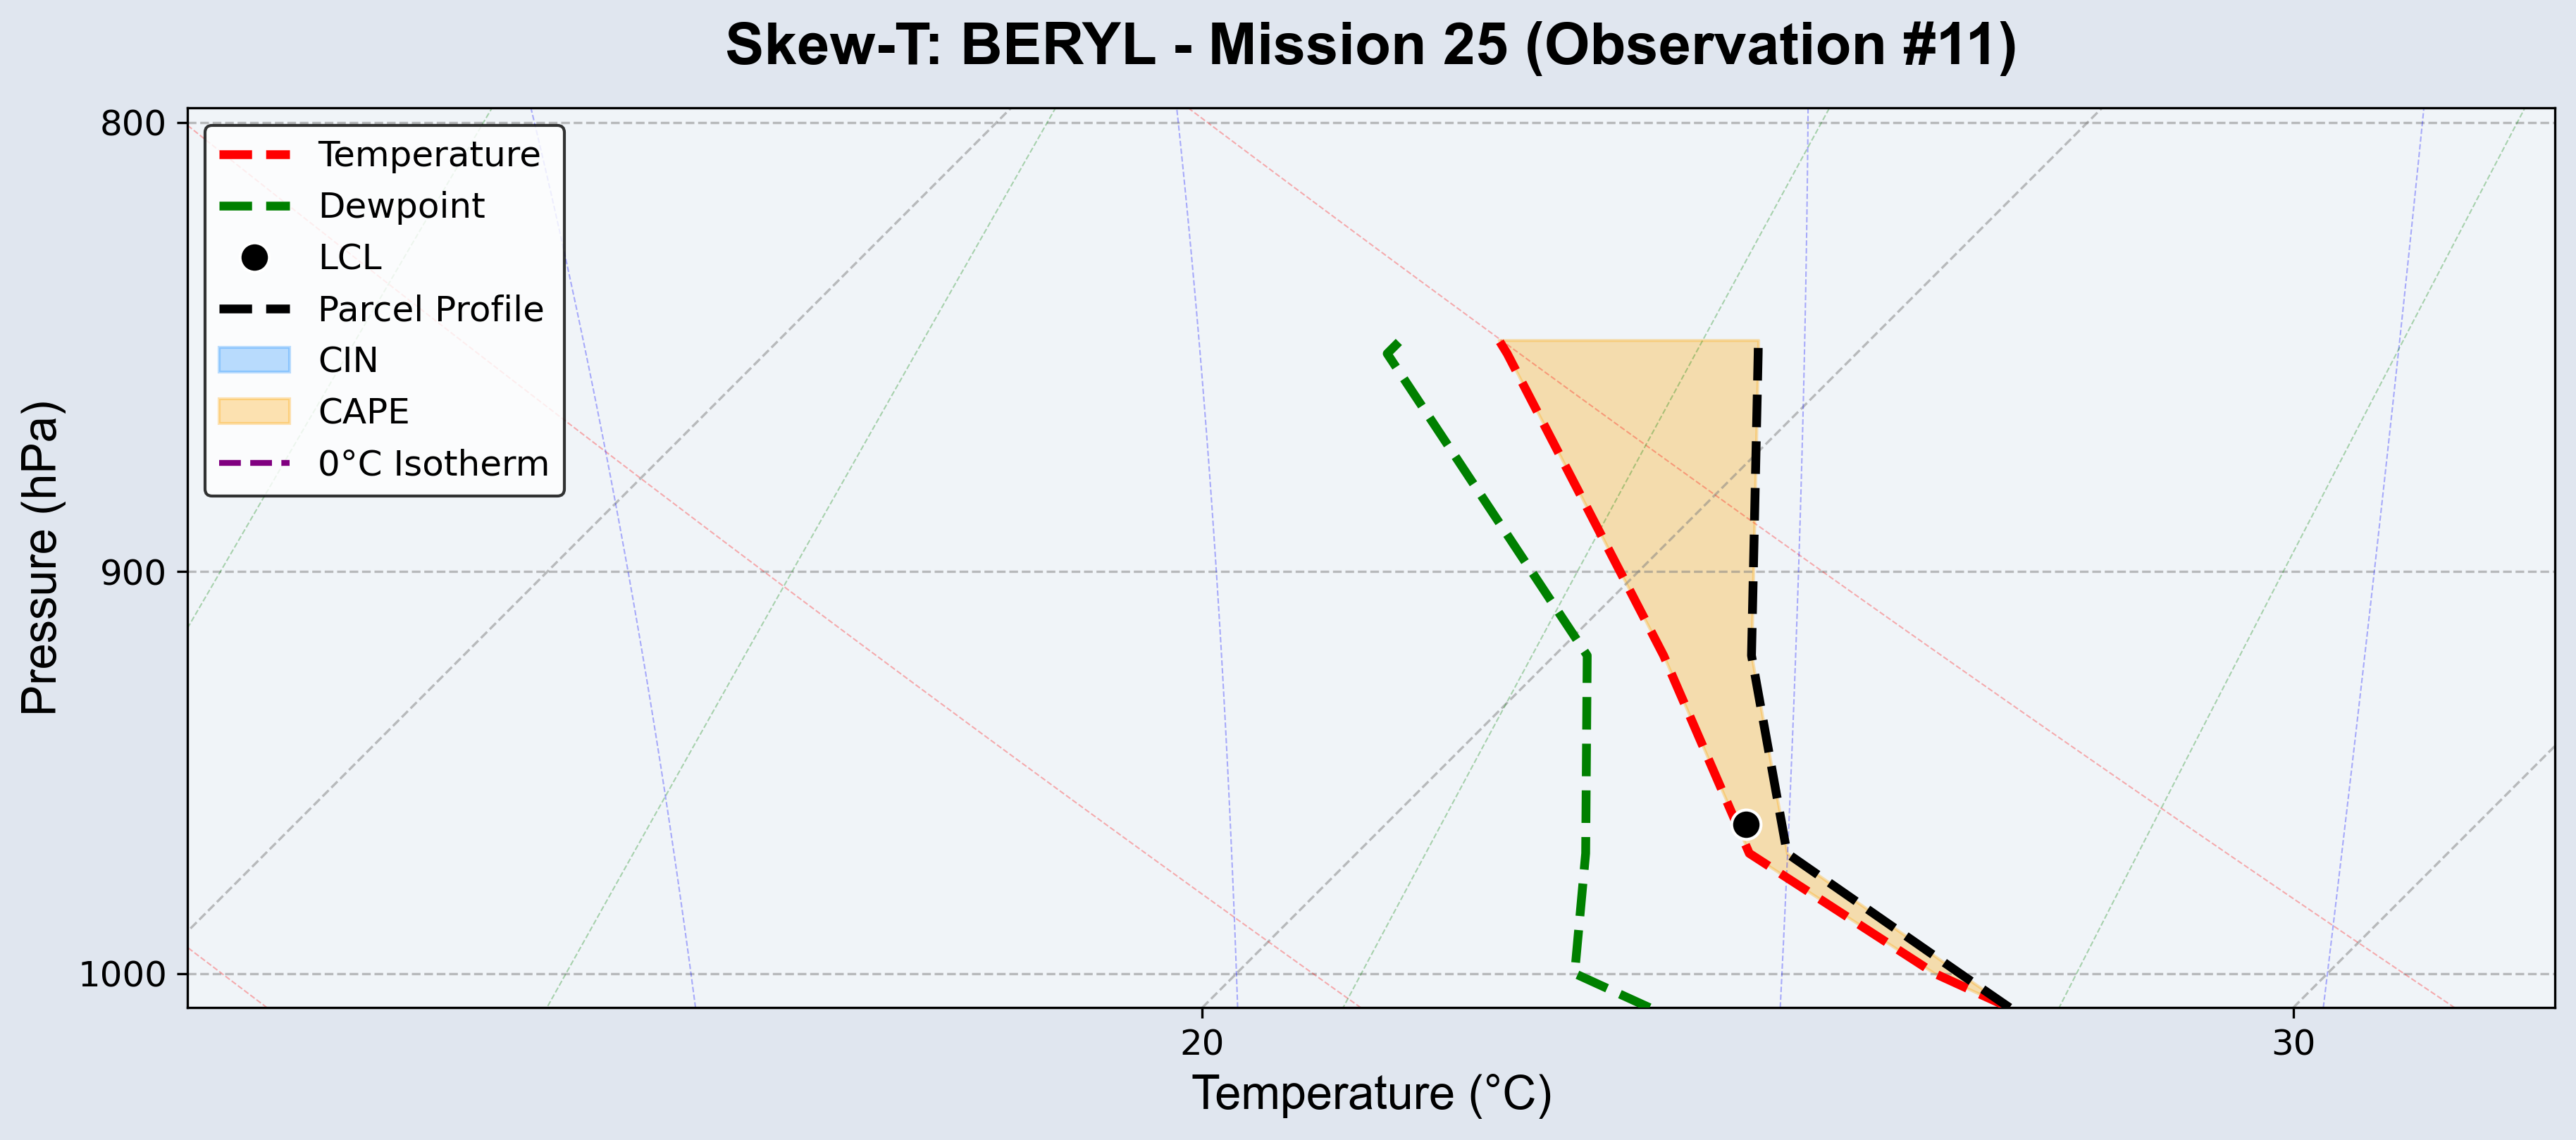 Skew-T: BERYL - Mission 25 (Observation #11)
800
900
1000
Pressure (hPa)
Temperature
Dewpoint
LCL
Parcel Profile
CIN
CAPE
0°C Isotherm
20
30
Temperature (°C)